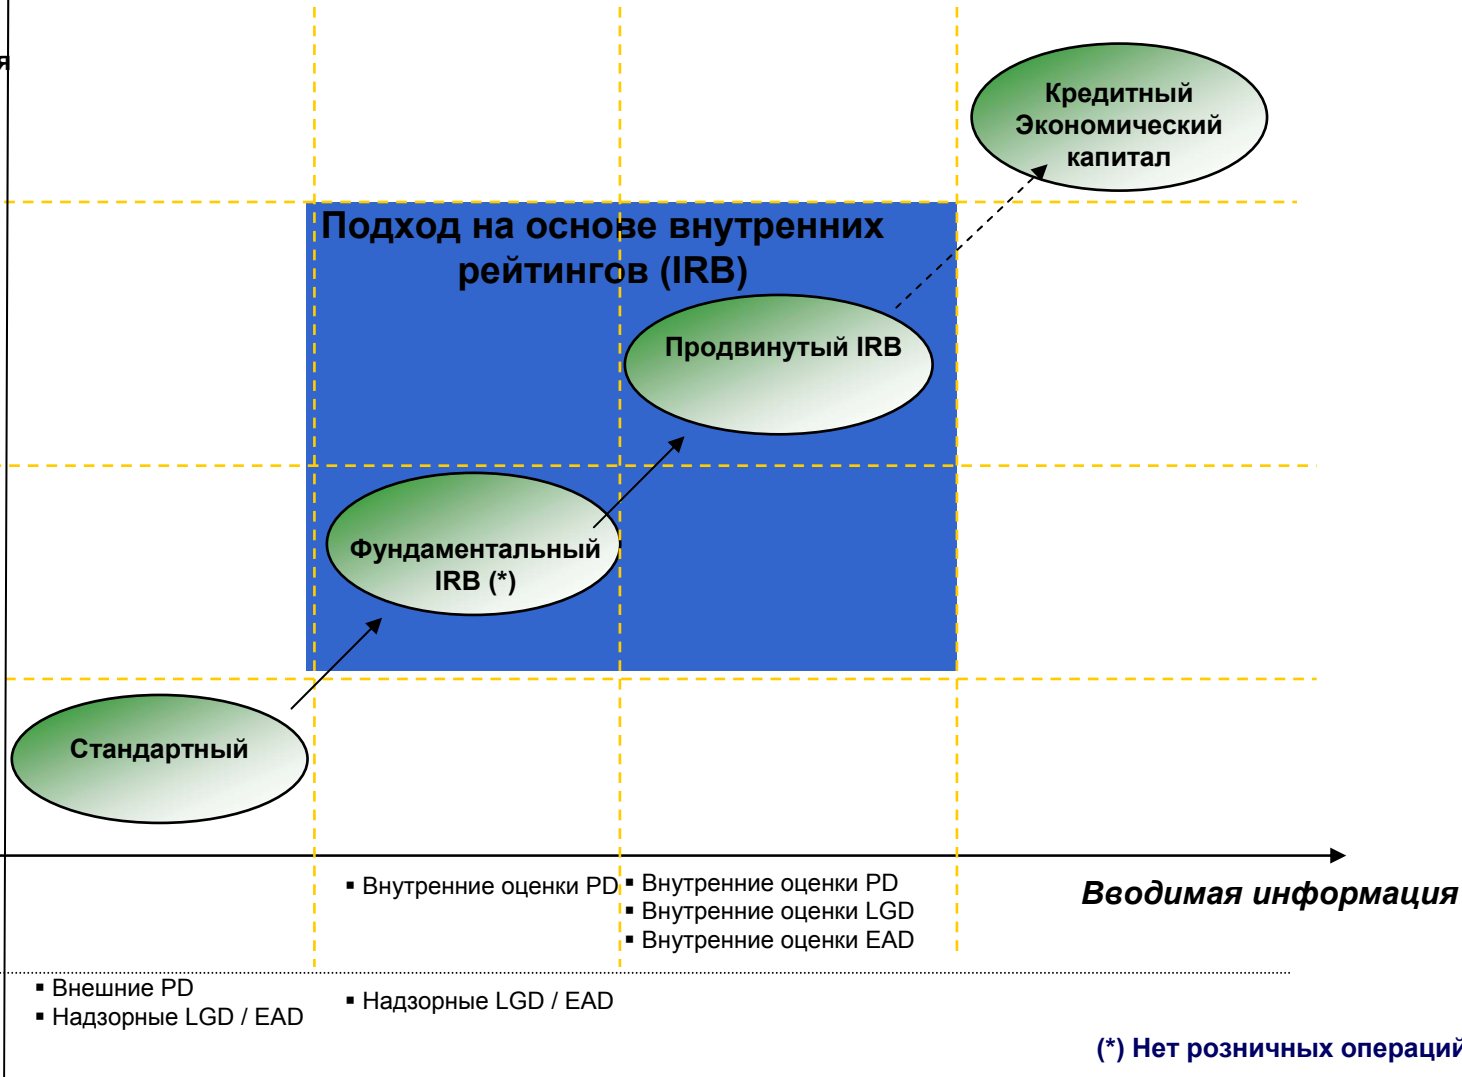 я
Кредитный
Экономический
капитал
Подход на основе внутренних
рейтингов (IRB)
Продвинутый IRB
Фундаментальный
IRB (*)
Стандартный
▪ Внутренние оценки PD
▪ Внутренние оценки PD
▪ Внутренние оценки LGD
▪ Внутренние оценки EAD
Вводимая информация
▪ Внешние PD
▪ Надзорные LGD / EAD
▪ Надзорные LGD / EAD
(*) Нет розничных операций